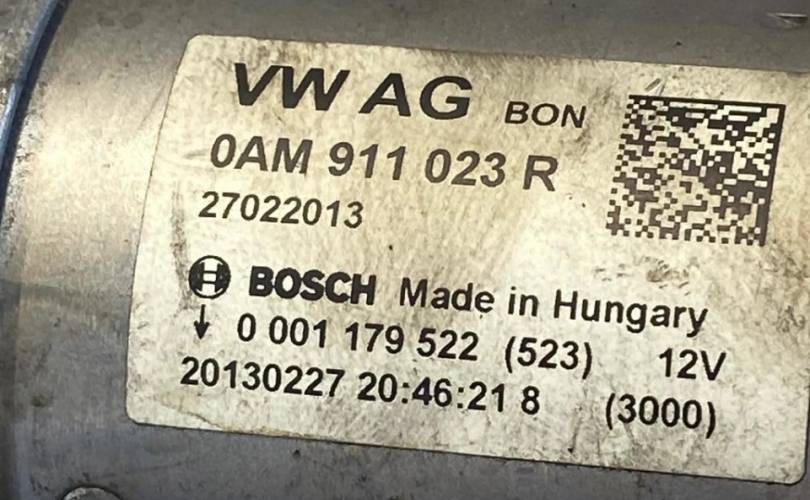 VW AG BON
0AM 911 023 R
27022013
BOSCH Made in Hungary
0 001 179 522 (523) 12V
20130227 20:46:21 8 (3000)